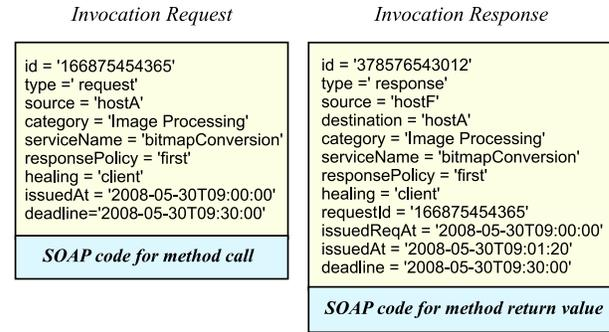 Invocation Request
id = '166875454365'
type =' request'
source = 'hostA'
category = 'Image Processing'
serviceName = 'bitmapConversion'
responsePolicy = 'first'
healing = 'client'
issuedAt = '2008-05-30T09:00:00'
deadline='2008-05-30T09:30:00'
SOAP code for method call
Invocation Response
id = '378576543012'
type =' response'
source = 'hostF'
destination = 'hostA'
category = 'Image Processing'
serviceName = 'bitmapConversion'
responsePolicy = 'first'
healing = 'client'
requestId = '166875454365'
issuedReqAt = '2008-05-30T09:00:00'
issuedAt = '2008-05-30T09:01:20'
deadline = '2008-05-30T09:30:00'
SOAP code for method return value